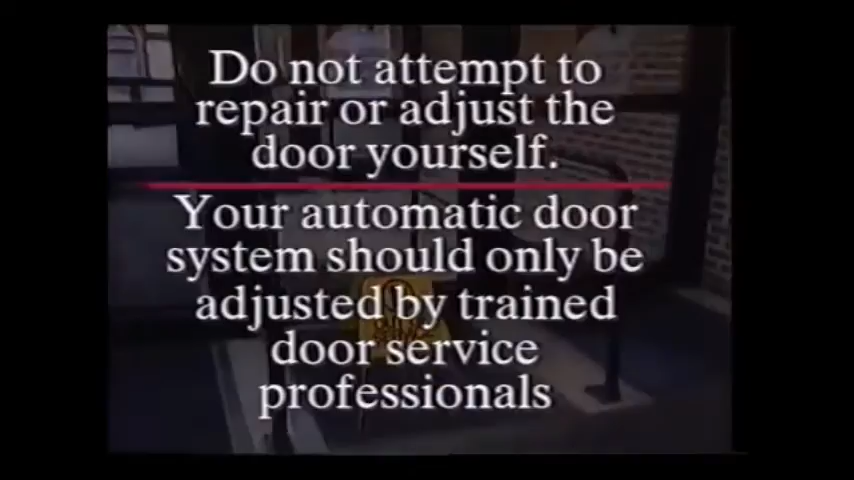 Do not attempt to
repair or adjust the
door yourself.
Your automatic door
system should only be
adjusted by trained
door service
professionals